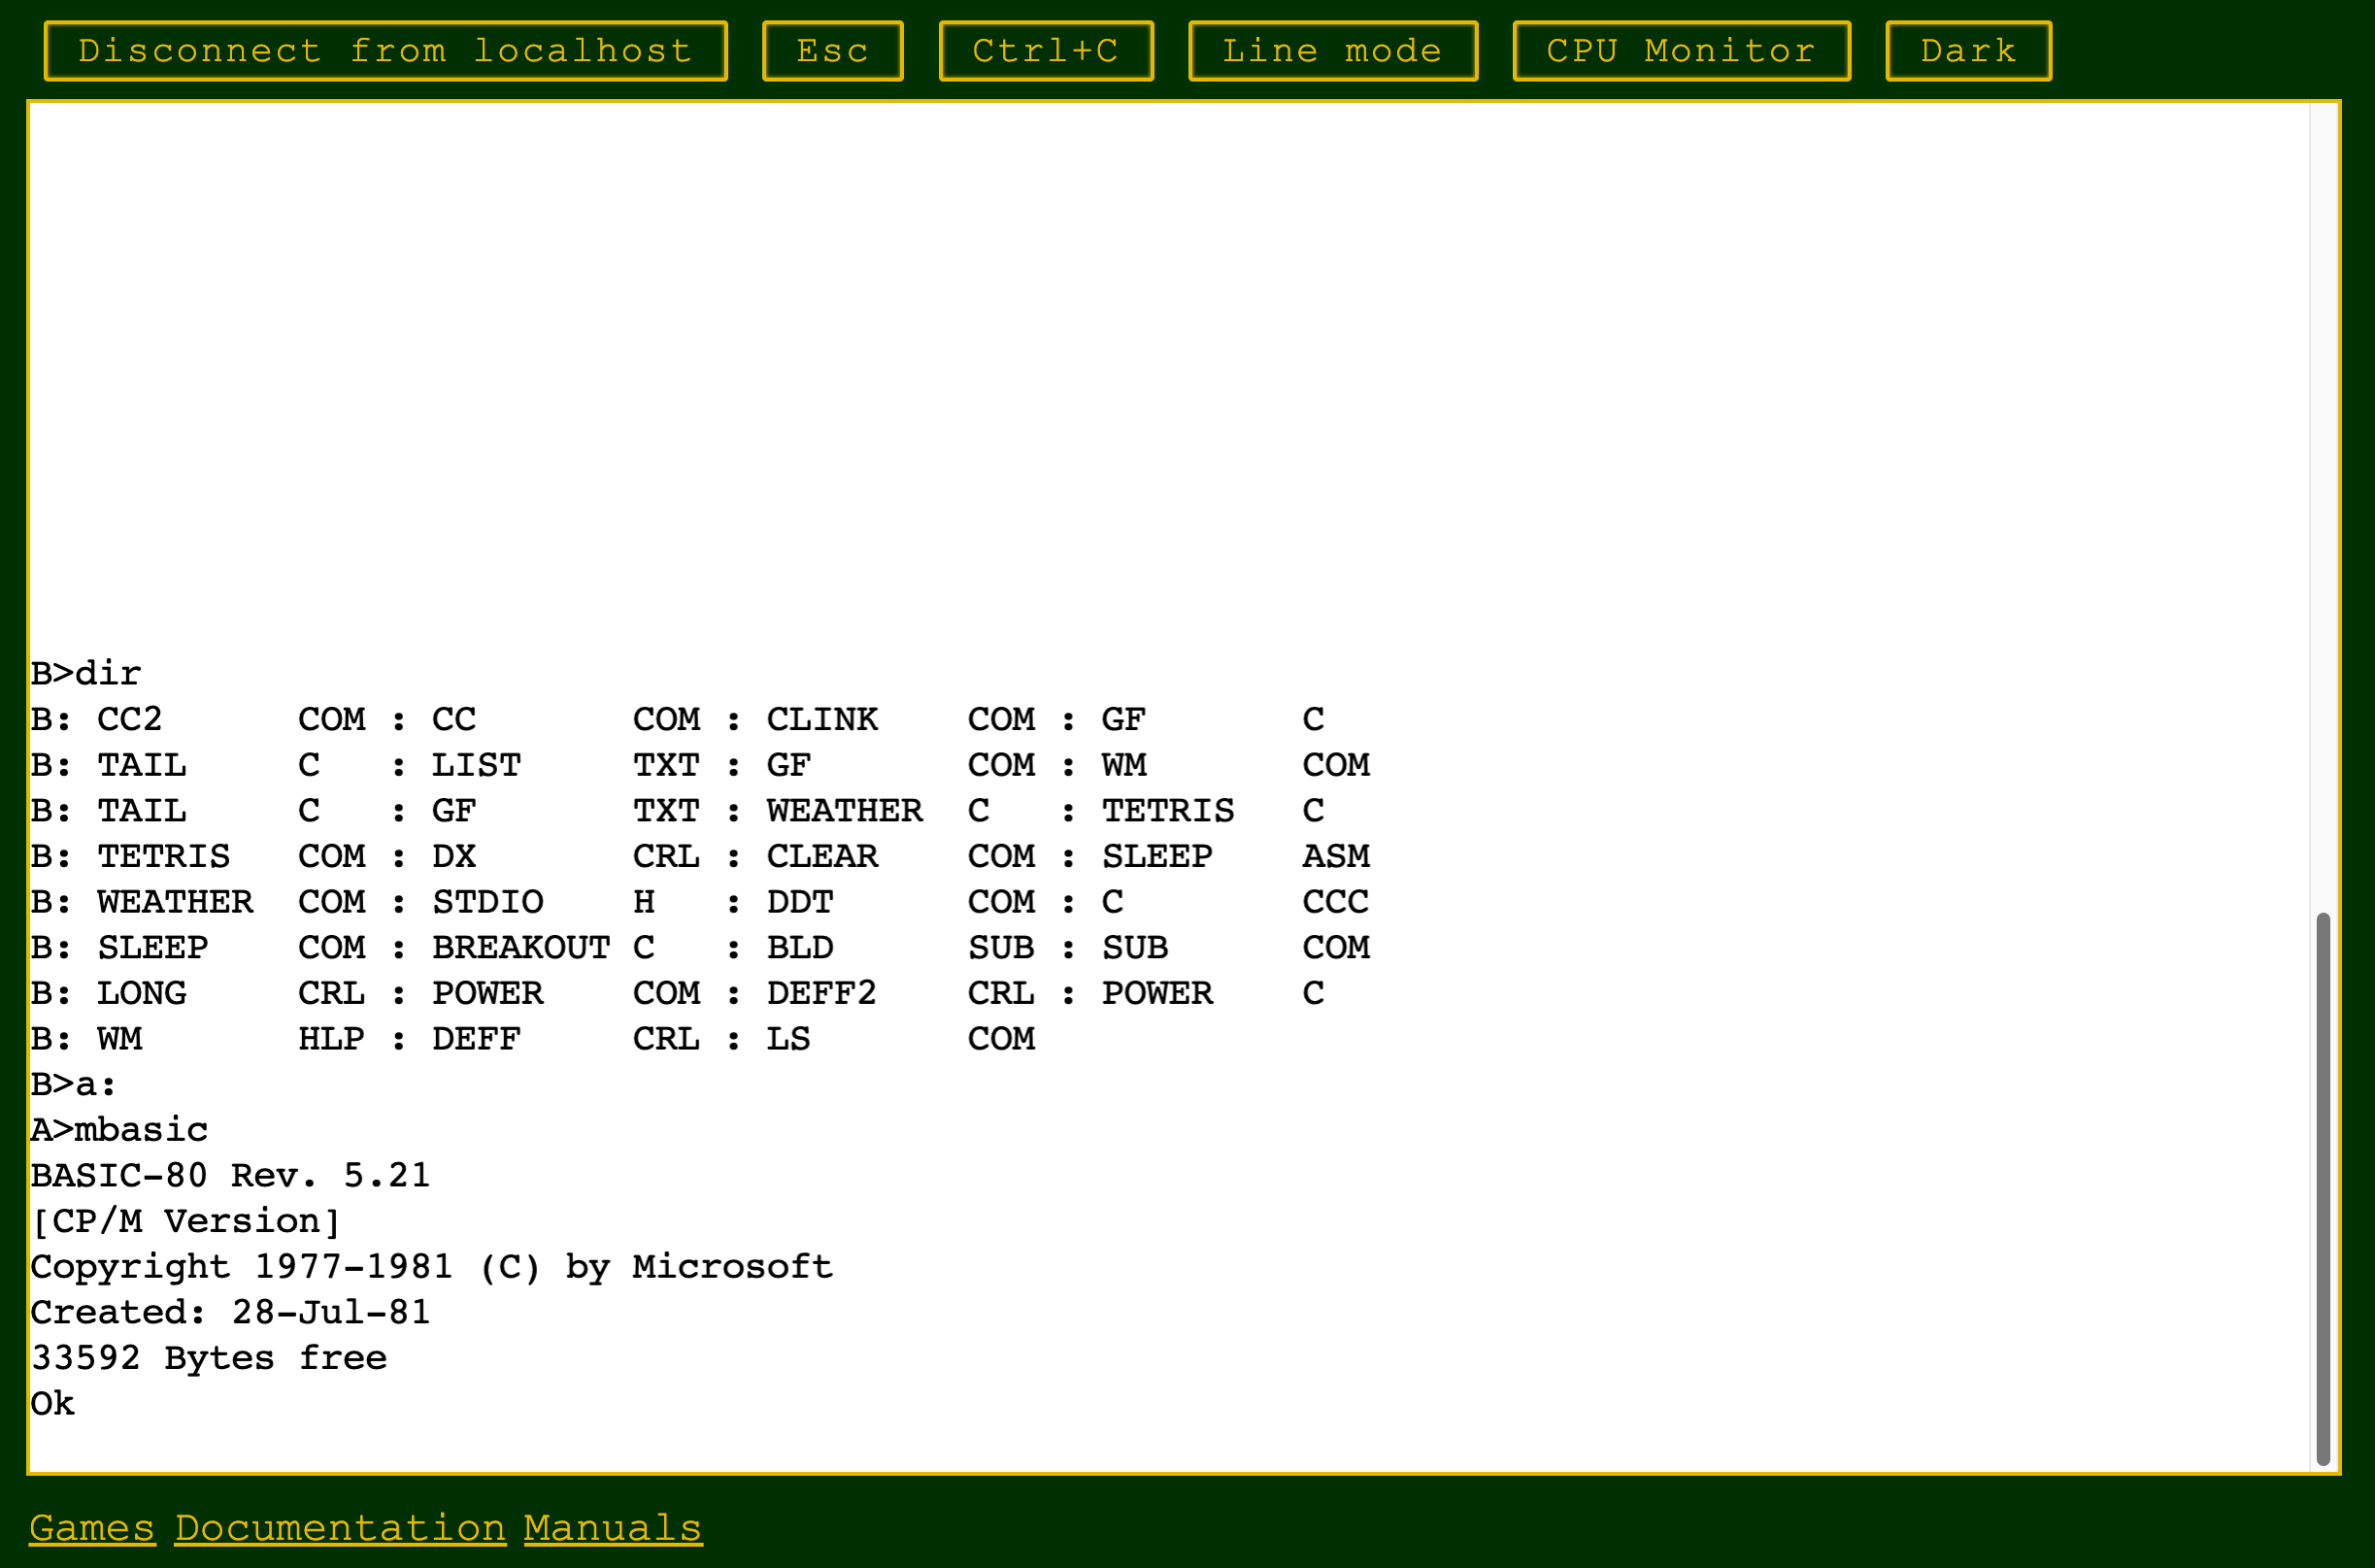 Disconnect from localhost Esc Ctrl+C Line mode CPU Monitor Dark
B>dir
B: CC2      COM : CC       COM : CLINK    COM : GF       C
B: TAIL     C   : LIST     TXT : GF       COM : WM       COM
B: TAIL     C   : GF       TXT : WEATHER  C   : TETRIS   C
B: TETRIS   COM : DX       CRL : CLEAR    COM : SLEEP    ASM
B: WEATHER  COM : STDIO    H   : DDT      COM : C        CCC
B: SLEEP    COM : BREAKOUT C   : BLD      SUB : SUB      COM
B: LONG     CRL : POWER    COM : DEFF2    CRL : POWER    C
B: WM       HLP : DEFF     CRL : LS       COM
B>a:
A>mbasic
BASIC-80 Rev. 5.21
[CP/M Version]
Copyright 1977-1981 (C) by Microsoft
Created: 28-Jul-81
33592 Bytes free
Ok
Games Documentation Manuals